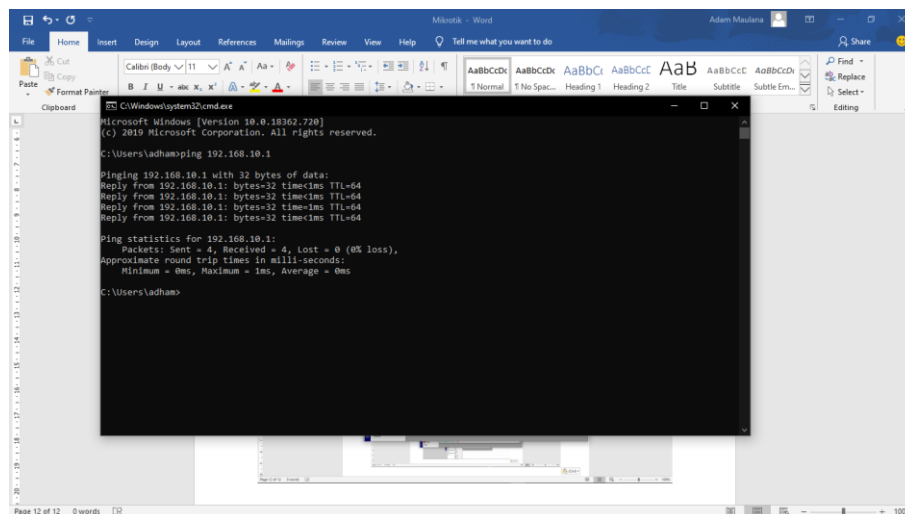 Mikrotik - Word
Adam Maulana
File Home Insert Design Layout References Mailings Review View Help Tell me what you want to do Share
Paste
Cut
Copy
Format Painter
Clipboard
Calibri (Body 11
AaBbCcDc AaBbCcDc AaBbCc AaBbCcC AaB AaBbCcC AaBbCcDc
¶ Normal ¶ No Spac... Heading 1 Heading 2 Title Subtitle Subtle Em...
Find
Replace
Select
Editing
C:\Windows\system32\cmd.exe
Microsoft Windows [Version 10.0.18362.720]
(c) 2019 Microsoft Corporation. All rights reserved.
C:\Users\adham>ping 192.168.10.1
Pinging 192.168.10.1 with 32 bytes of data:
Reply from 192.168.10.1: bytes=32 time<1ms TTL=64
Reply from 192.168.10.1: bytes=32 time<1ms TTL=64
Reply from 192.168.10.1: bytes=32 time=1ms TTL=64
Reply from 192.168.10.1: bytes=32 time<1ms TTL=64
Ping statistics for 192.168.10.1:
Packets: Sent = 4, Received = 4, Lost = 0 (0% loss),
Approximate round trip times in milli-seconds:
Minimum = 0ms, Maximum = 1ms, Average = 0ms
C:\Users\adham>
Page 12 of 12 0 words
100